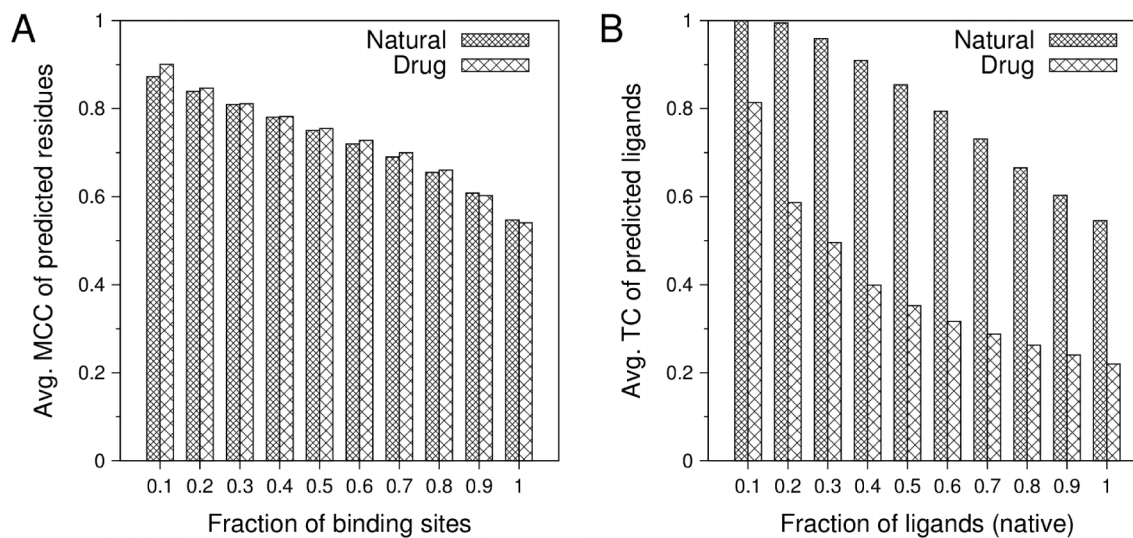 A
Natural
Drug
Avg. MCC of predicted residues
1
0.8
0.6
0.4
0.2
0
0.1 0.2 0.3 0.4 0.5 0.6 0.7 0.8 0.9 1
Fraction of binding sites
B
Natural
Drug
Avg. TC of predicted ligands
1
0.8
0.6
0.4
0.2
0
0.1 0.2 0.3 0.4 0.5 0.6 0.7 0.8 0.9 1
Fraction of ligands (native)